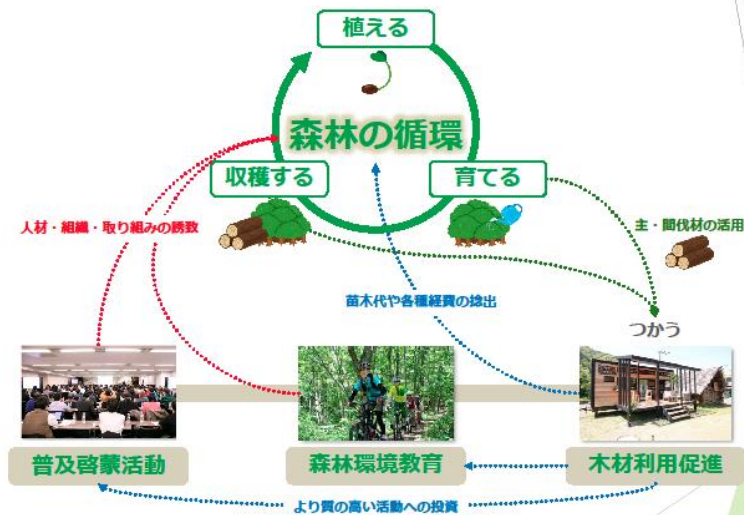 植える
森林の循環
収穫する
育てる
人材・組織・取り組みの誘致
主・間伐材の活用
苗木代や各種経費の捻出
つかう
普及啓蒙活動
森林環境教育
木材利用促進
より質の高い活動への投資